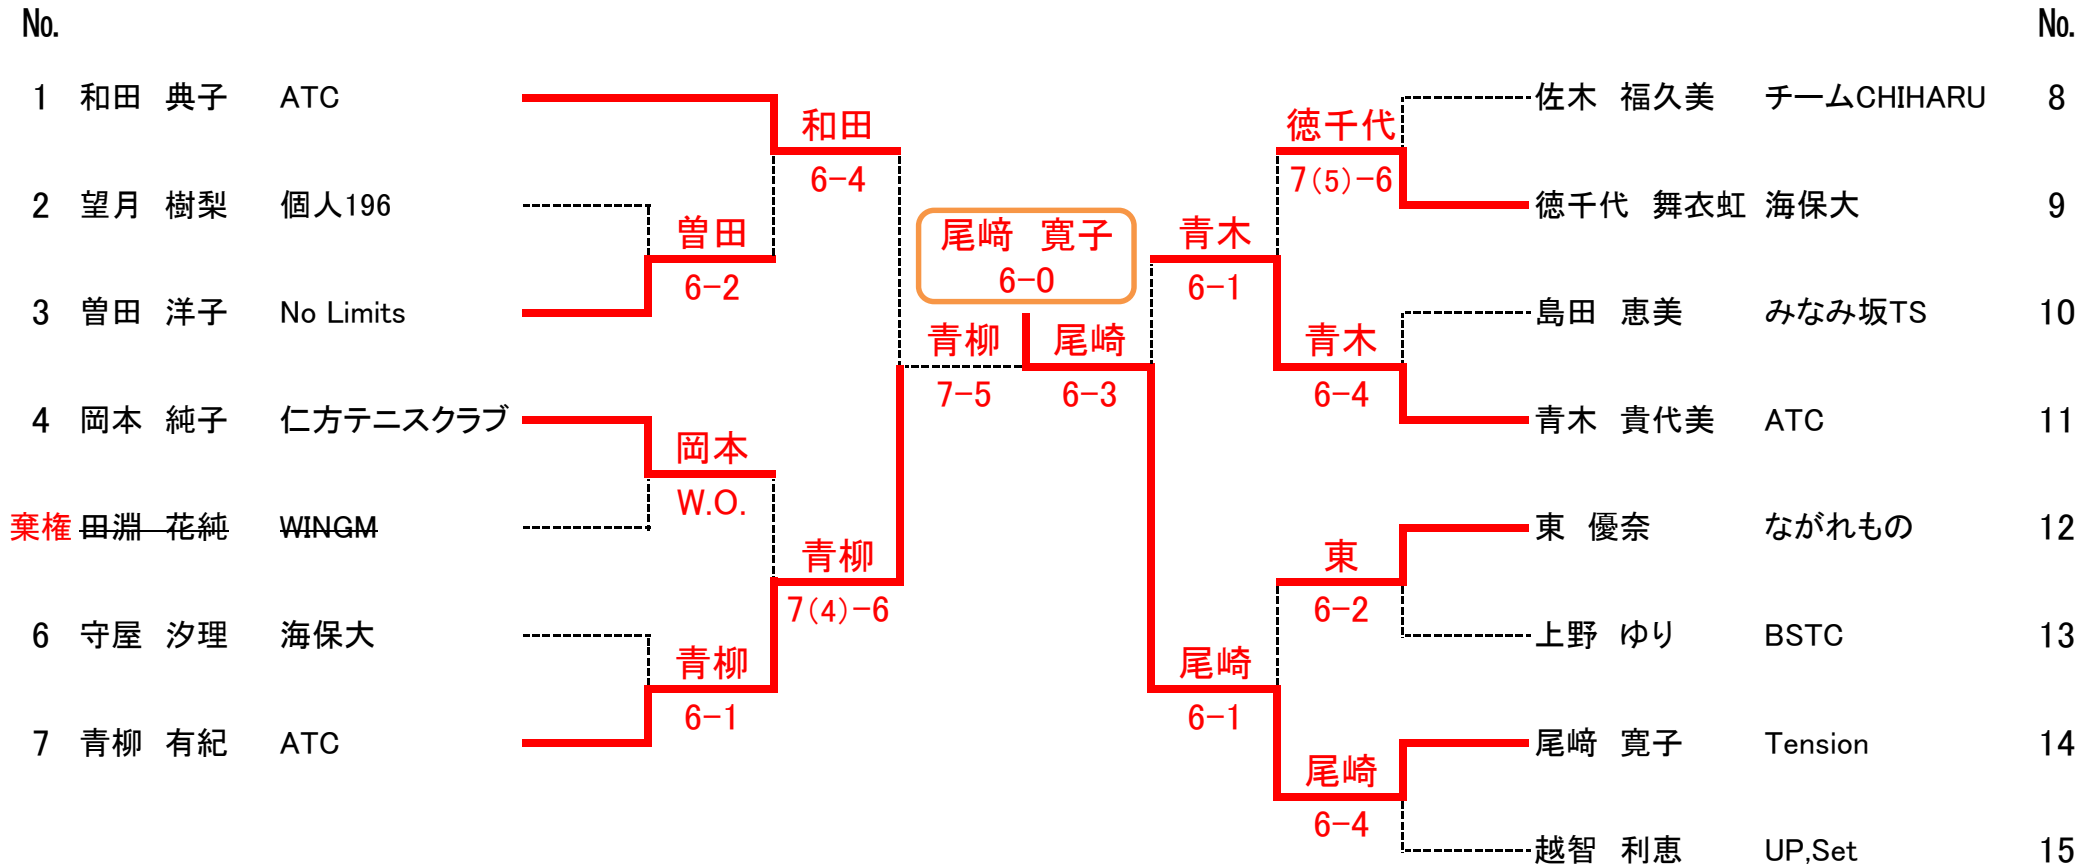 No.
No.
1 和田 典子 ATC
佐木 福久美 チームCHIHARU 8
和田
徳千代
6-4
7(5)-6
2 望月 樹梨 個人196
徳千代 舞衣虹 海保大 9
曽田
尾﨑 寛子
青木
6-2
6-0
6-1
3 曽田 洋子 No Limits
島田 恵美 みなみ坂TS 10
青柳
尾崎
青木
7-5
6-3
6-4
4 岡本 純子 仁方テニスクラブ
青木 貴代美 ATC 11
岡本
W.O.
棄権 田淵 花純 WINGM
東 優奈 ながれもの 12
青柳
東
7(4)-6
6-2
6 守屋 汐理 海保大
上野 ゆり BSTC 13
青柳
尾崎
6-1
6-1
7 青柳 有紀 ATC
尾﨑 寛子 Tension 14
尾崎
6-4
越智 利恵 UP,Set 15